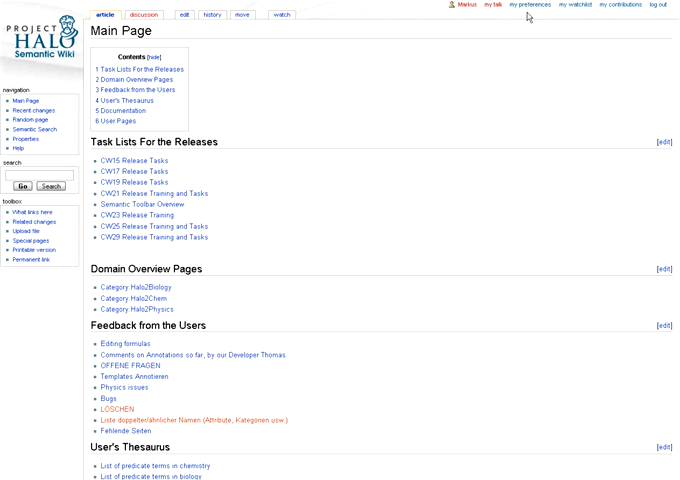 Markus my talk my preferences my watchlist my contributions log out
article discussion edit history move watch
PROJECT
HALO
Semantic Wiki
navigation
Main Page
Recent changes
Random page
Semantic Search
Properties
Help
search
Go Search
toolbox
What links here
Related changes
Upload file
Special pages
Printable version
Permanent link
Main Page
Contents [hide]
1 Task Lists For the Releases
2 Domain Overview Pages
3 Feedback from the Users
4 User's Thesaurus
5 Documentation
6 User Pages
Task Lists For the Releases [edit]
CW15 Release Tasks
CW17 Release Tasks
CW19 Release Tasks
CW21 Release Training and Tasks
Semantic Toolbar Overview
CW23 Release Training
CW25 Release Training and Tasks
CW29 Release Training and Tasks
Domain Overview Pages [edit]
Category:Halo2Biology
Category:Halo2Chem
Category:Halo2Physics
Feedback from the Users [edit]
Editing formulas
Comments on Annotations so far, by our Developer Thomas
OFFENE FRAGEN
Templates Annotieren
Physics issues
Bugs
LÖSCHEN
Liste doppelter/ähnlicher Namen (Attribute, Kategorien usw.)
Fehlende Seiten
User's Thesaurus [edit]
List of predicate terms in chemistry
List of predicate terms in biology